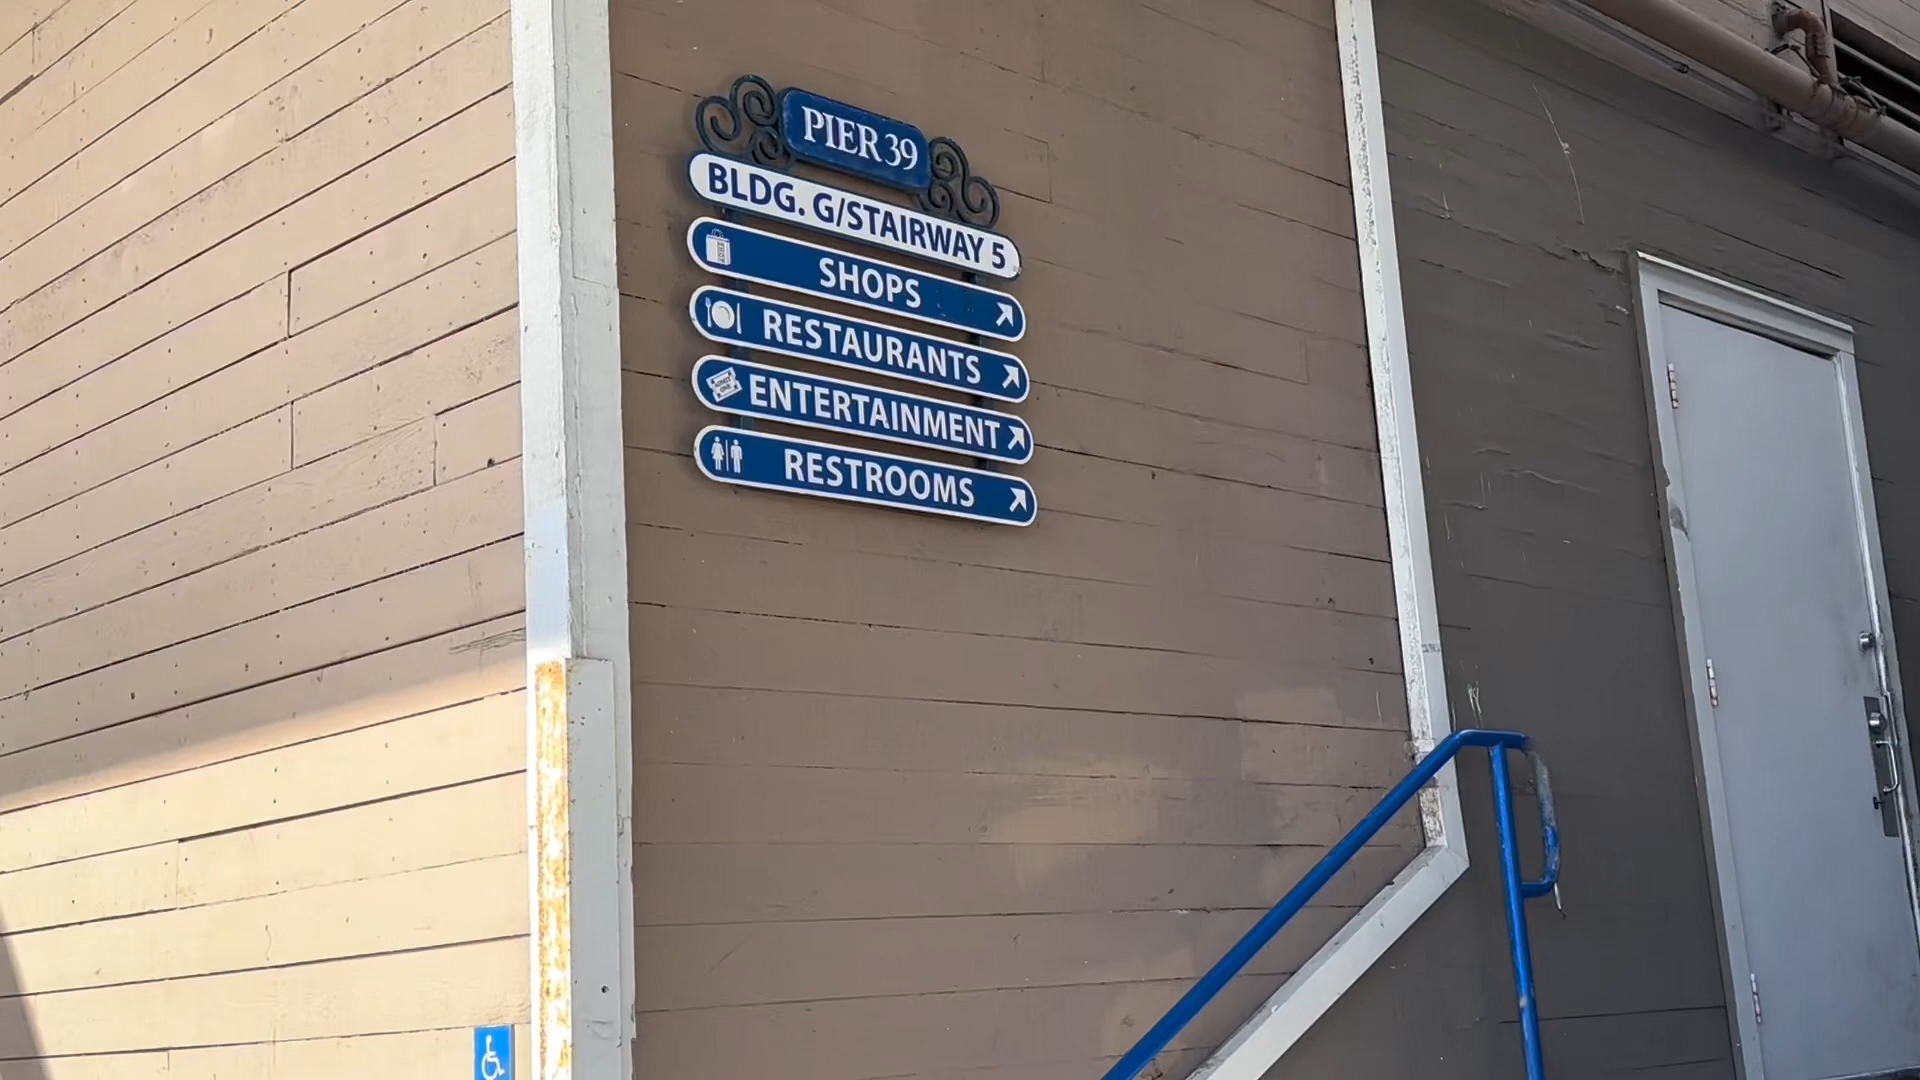 PIER 39
BLDG. G/STAIRWAY 5
SHOPS
RESTAURANTS
ENTERTAINMENT
RESTROOMS